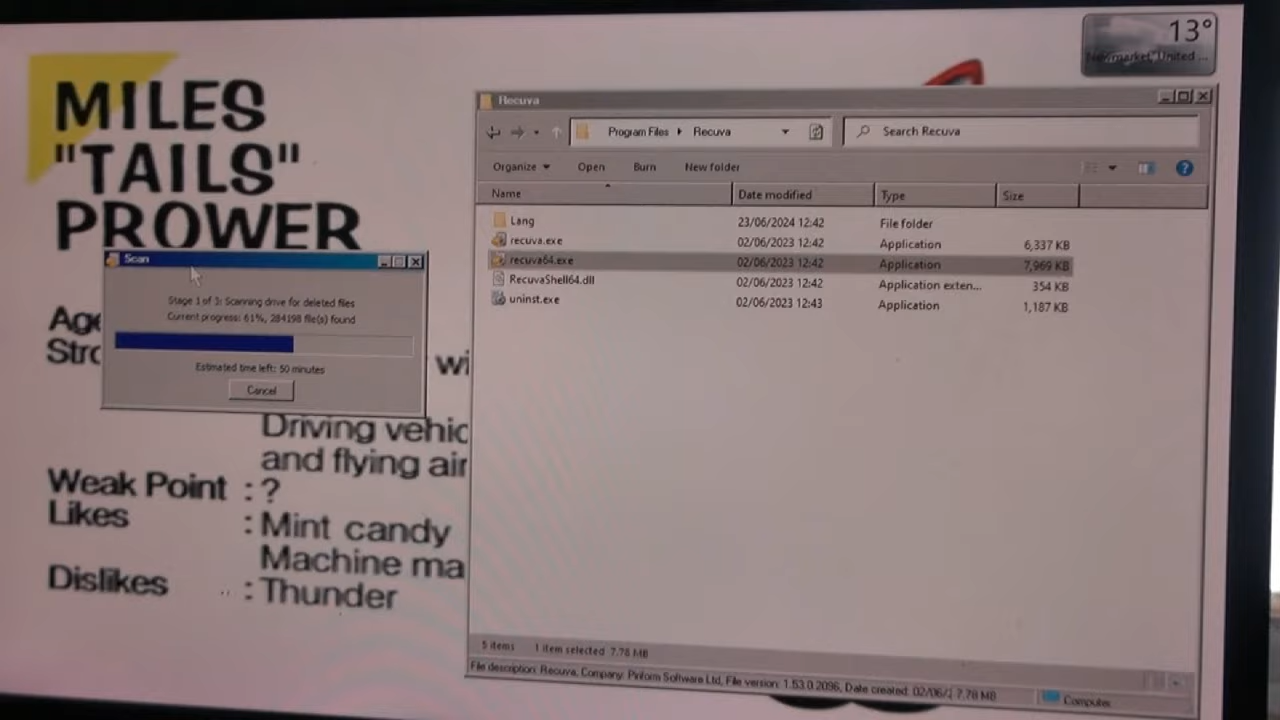 MILES
"TAILS"
PROWER
Age
Stro
wi
Driving vehic
and flying air
Weak Point : ?
Likes : Mint candy
Machine ma
Dislikes : Thunder
13°
United ...
Scan
Stage 1 of 3: Scanning drive for deleted files
Current progress: 61%, 284198 file(s) found
Estimated time left: 50 minutes
Cancel
Recuva
Program Files Recuva
Search Recuva
Organize Open Burn New folder
Name Date modified Type Size
Lang 23/06/2024 12:42 File folder
recuva.exe 02/06/2023 12:42 Application 6,337 KB
recuva64.exe 02/06/2023 12:42 Application 7,969 KB
RecuvaShell64.dll 02/06/2023 12:42 Application exten... 354 KB
uninst.exe 02/06/2023 12:43 Application 1,187 KB
5 items 1 item selected 7.78 MB
File description: Recuva, Company: Piriform Software Ltd, File version: 1.53.0.2096, Date created: 02/06/ 7.78 MB
Computer